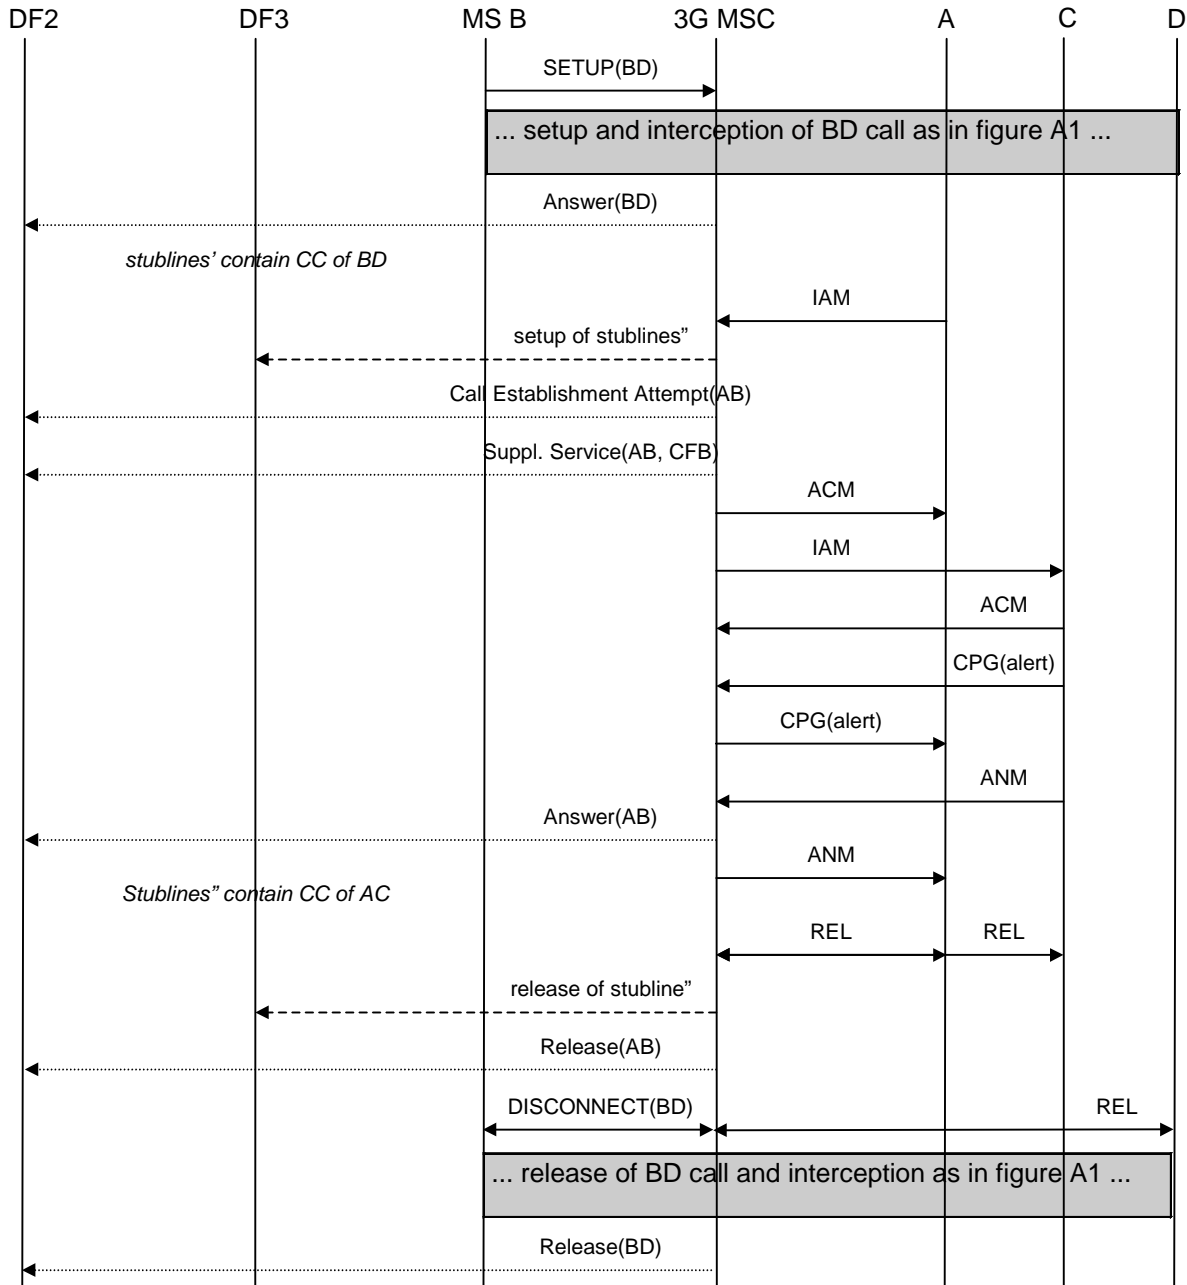 DF2 DF3 MS B 3G MSC A C D
SETUP(BD)
... setup and interception of BD call as in figure A1 ...
Answer(BD)
stublines’ contain CC of BD
IAM
setup of stublines”
Call Establishment Attempt(AB)
Suppl. Service(AB, CFB)
ACM
IAM
ACM
CPG(alert)
CPG(alert)
ANM
Answer(AB)
ANM
Stublines” contain CC of AC
REL REL
release of stubline”
Release(AB)
DISCONNECT(BD) REL
... release of BD call and interception as in figure A1 ...
Release(BD)